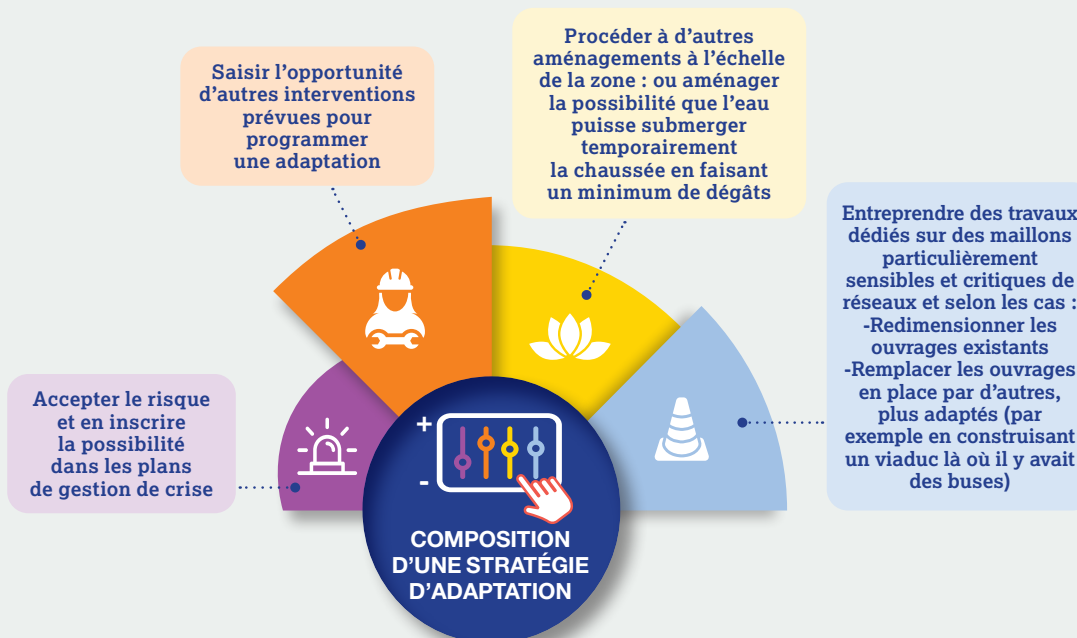 Saisir l’opportunité
d’autres interventions
prévues pour
programmer
une adaptation
Procéder à d’autres
aménagements à l’échelle
de la zone : ou aménager
la possibilité que l’eau
puisse submerger
temporairement
la chaussée en faisant
un minimum de dégâts
Entreprendre des travaux
dédiés sur des maillons
particulièrement
sensibles et critiques de
réseaux et selon les cas :
-Redimensionner les
ouvrages existants
-Remplacer les ouvrages
en place par d’autres,
plus adaptés (par
exemple en construisant
un viaduc là où il y avait
des buses)
Accepter le risque
et en inscrire
la possibilité
dans les plans
de gestion de crise
+
-
COMPOSITION
D’UNE STRATÉGIE
D’ADAPTATION